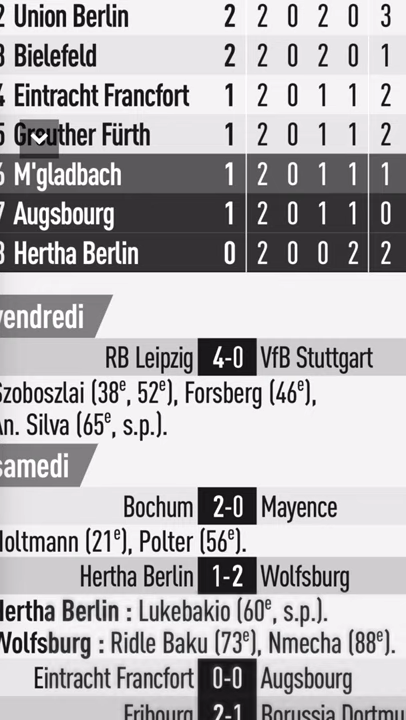 2 Union Berlin 2 2 0 2 0 3
3 Bielefeld 2 2 0 2 0 1
4 Eintracht Francfort 1 2 0 1 1 2
5 Greuther Fürth 1 2 0 1 1 2
6 M'gladbach 1 2 0 1 1 1
7 Augsbourg 1 2 0 1 1 0
8 Hertha Berlin 0 2 0 0 2 2
vendredi
RB Leipzig 4-0 VfB Stuttgart
Szoboszlai (38e, 52e), Forsberg (46e),
An. Silva (65e, s.p.).
samedi
Bochum 2-0 Mayence
Holtmann (21e), Polter (56e).
Hertha Berlin 1-2 Wolfsburg
Hertha Berlin : Lukebakio (60e, s.p.).
Wolfsburg : Ridle Baku (73e), Nmecha (88e).
Eintracht Francfort 0-0 Augsbourg
Fribourg 2-1 Borussia Dortmu